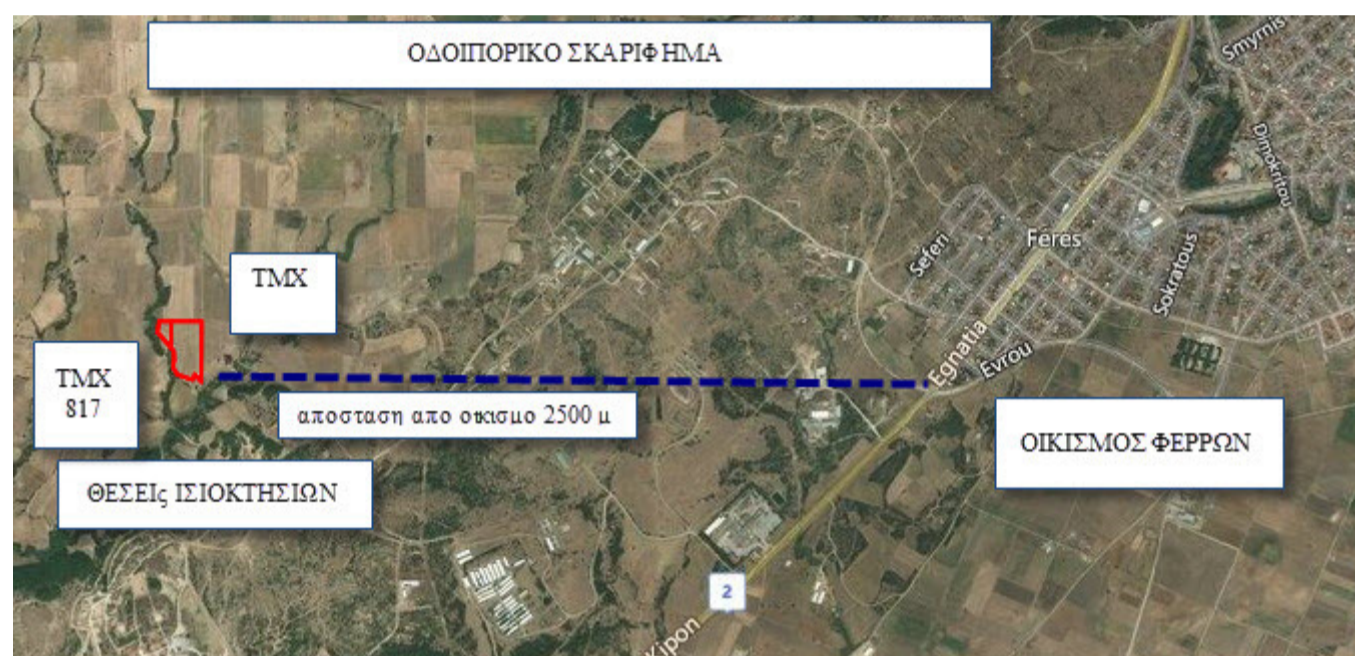 ΟΔΟΙΠΟΡΙΚΟ ΣΚΑΡΙΦΗΜΑ
Smyrnis
Dimokritou
Feres
Seferi
Sokratous
ΤΜΧ
Egnatia
Evrou
ΤΜΧ
817
αποσταση απο οικισμο 2500 μ
ΟΙΚΙΣΜΟΣ ΦΕΡΡΩΝ
ΘΕΣΕΙς ΙΣΙΟΚΤΗΣΙΩΝ
2
Kipon